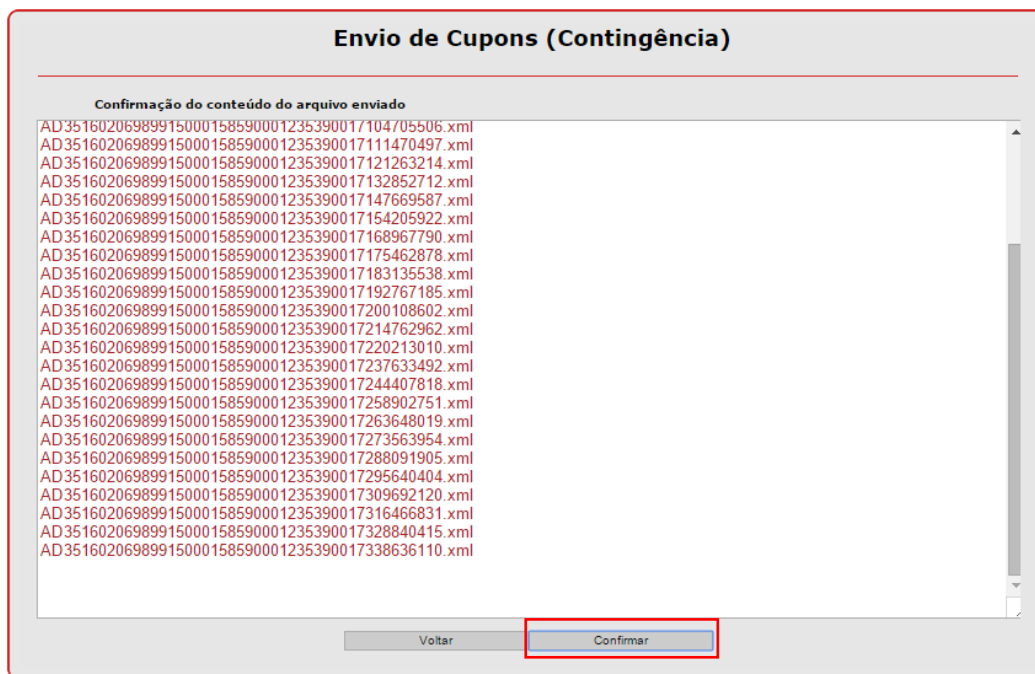 Envio de Cupons (Contingência)
Confirmação do conteúdo do arquivo enviado
AD35160206989915000158590001235390017104705506.xml
AD35160206989915000158590001235390017111470497.xml
AD35160206989915000158590001235390017121263214.xml
AD35160206989915000158590001235390017132852712.xml
AD35160206989915000158590001235390017147669587.xml
AD35160206989915000158590001235390017154205922.xml
AD35160206989915000158590001235390017168967790.xml
AD35160206989915000158590001235390017175462878.xml
AD35160206989915000158590001235390017183135538.xml
AD35160206989915000158590001235390017192767185.xml
AD35160206989915000158590001235390017200108602.xml
AD35160206989915000158590001235390017214762962.xml
AD35160206989915000158590001235390017220213010.xml
AD35160206989915000158590001235390017237633492.xml
AD35160206989915000158590001235390017244407818.xml
AD35160206989915000158590001235390017258902751.xml
AD35160206989915000158590001235390017263648019.xml
AD35160206989915000158590001235390017273563954.xml
AD35160206989915000158590001235390017288091905.xml
AD35160206989915000158590001235390017295640404.xml
AD35160206989915000158590001235390017309692120.xml
AD35160206989915000158590001235390017316466831.xml
AD35160206989915000158590001235390017328840415.xml
AD35160206989915000158590001235390017338636110.xml
Voltar
Confirmar